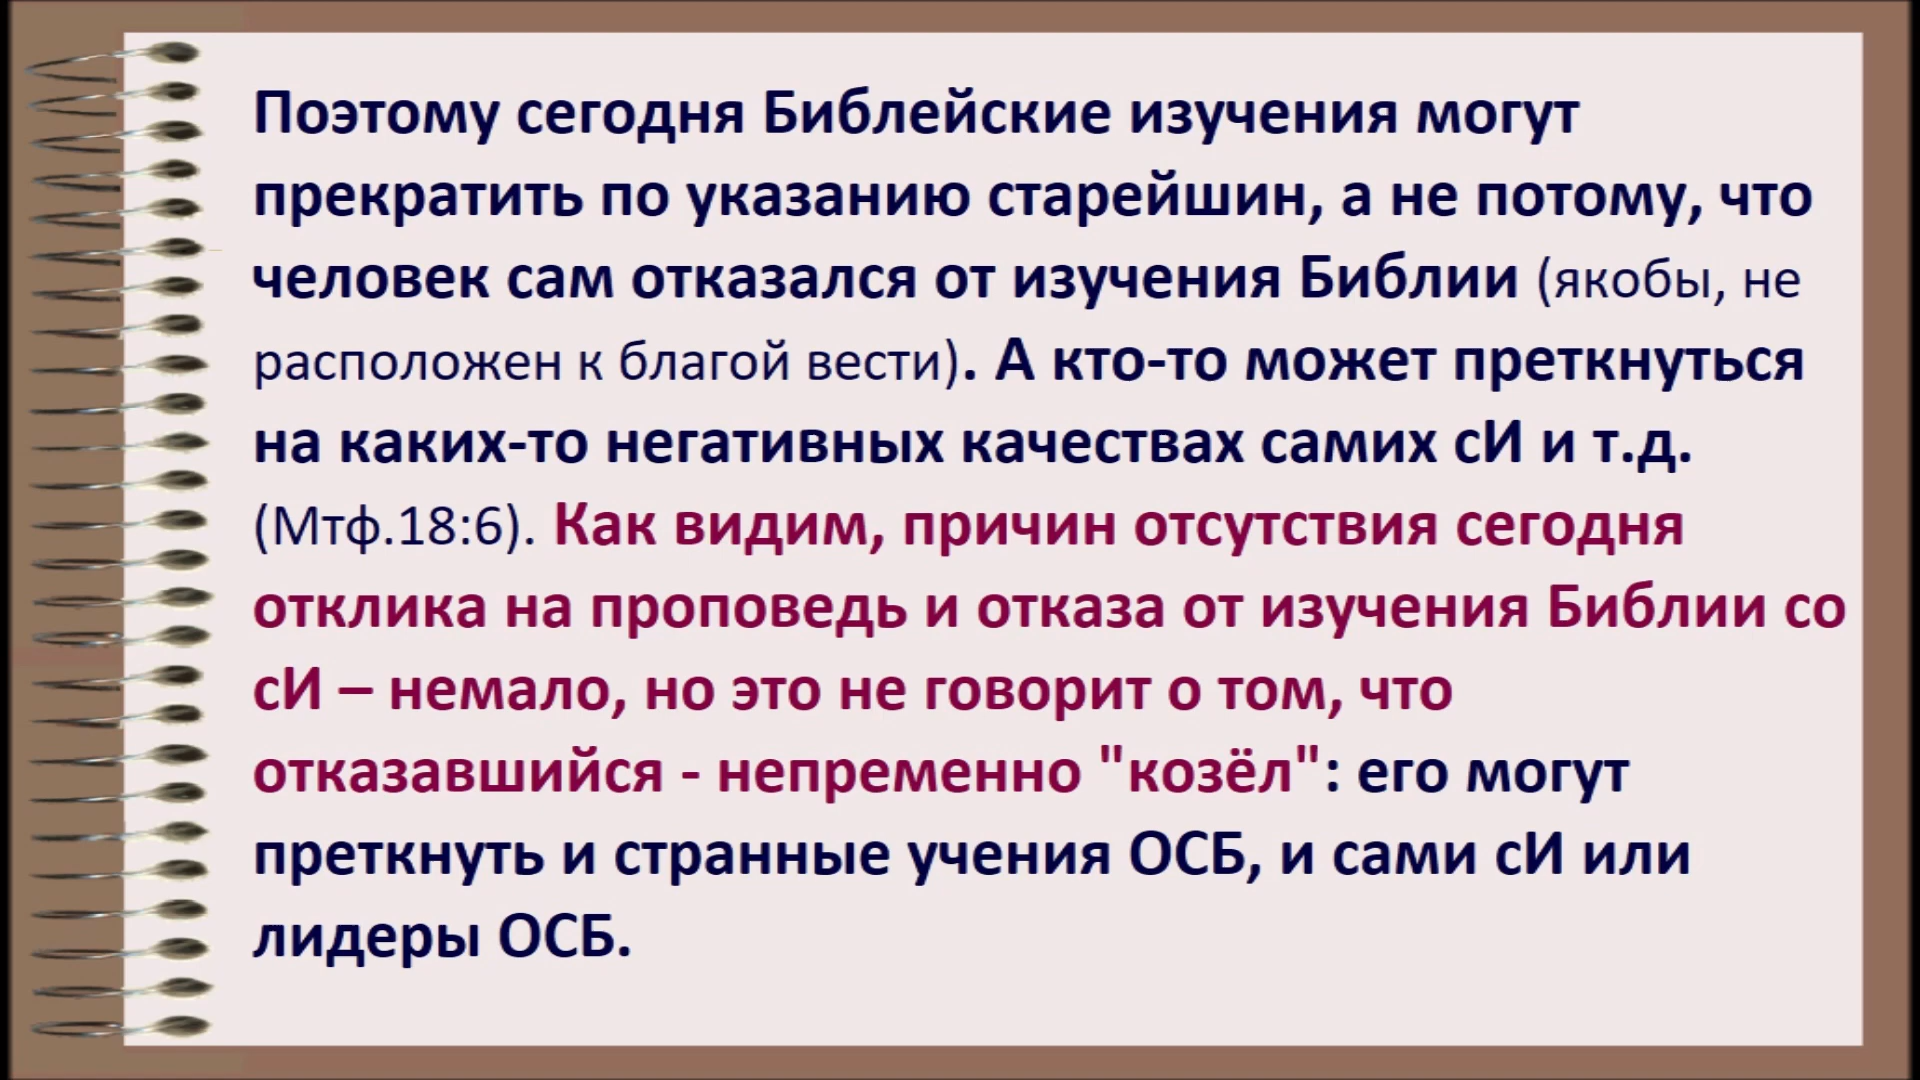 Поэтому сегодня Библейские изучения могут
прекратить по указанию старейшин, а не потому, что
человек сам отказался от изучения Библии (якобы, не
расположен к благой вести). А кто-то может преткнуться
на каких-то негативных качествах самих сИ и т.д.
(Мтф.18:6). Как видим, причин отсутствия сегодня
отклика на проповедь и отказа от изучения Библии со
сИ – немало, но это не говорит о том, что
отказавшийся - непременно "козёл": его могут
преткнуть и странные учения ОСБ, и сами сИ или
лидеры ОСБ.